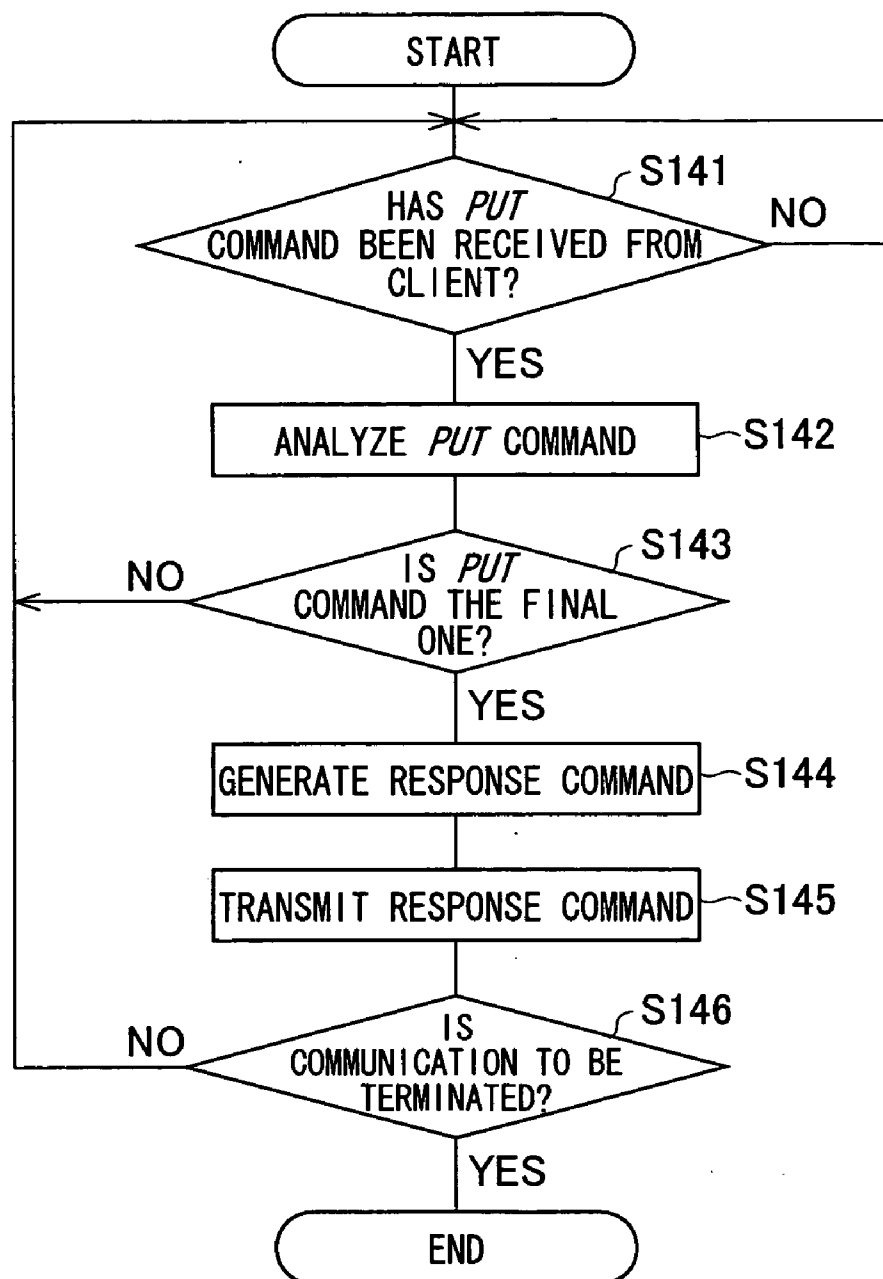 START
S141
HAS PUT
COMMAND BEEN RECEIVED FROM
CLIENT?
NO
YES
ANALYZE PUT COMMAND
S142
S143
NO
IS PUT
COMMAND THE FINAL
ONE?
YES
GENERATE RESPONSE COMMAND
S144
TRANSMIT RESPONSE COMMAND
S145
S146
NO
IS
COMMUNICATION TO BE
TERMINATED?
YES
END